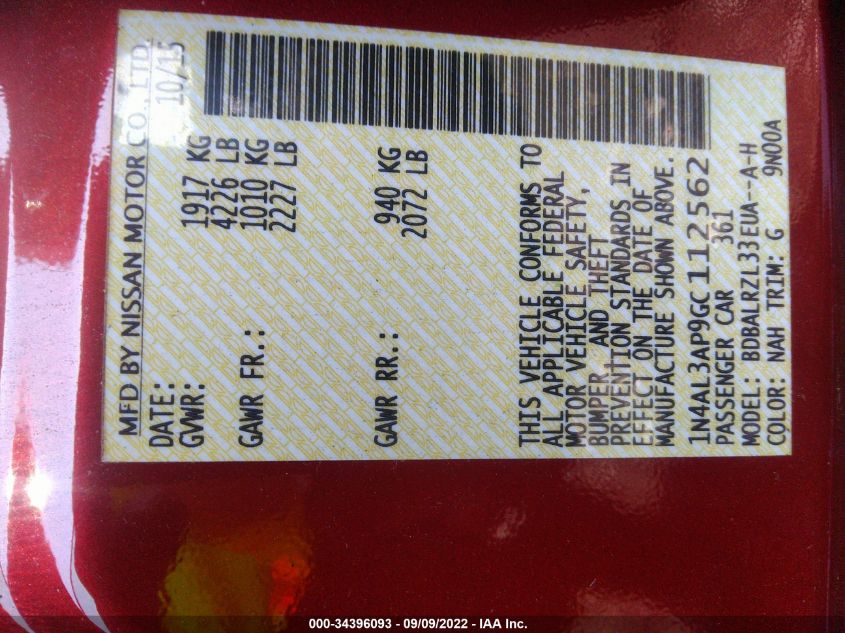 MFD BY NISSAN MOTOR CO., LTD.
DATE: 10/15
GVWR: 1917 KG
4226 LB
GAWR FR.: 1010 KG
2227 LB
GAWR RR.: 940 KG
2072 LB
THIS VEHICLE CONFORMS TO
ALL APPLICABLE FEDERAL
MOTOR VEHICLE SAFETY,
BUMPER, AND THEFT
PREVENTION STANDARDS IN
EFFECT ON THE DATE OF
MANUFACTURE SHOWN ABOVE.
1N4AL3AP9GC112562
PASSENGER CAR 361
MODEL: BDBALRZL33EUA--A-H
COLOR: NAH TRIM: G 9N00A
000-34396093 - 09/09/2022 - IAA Inc.